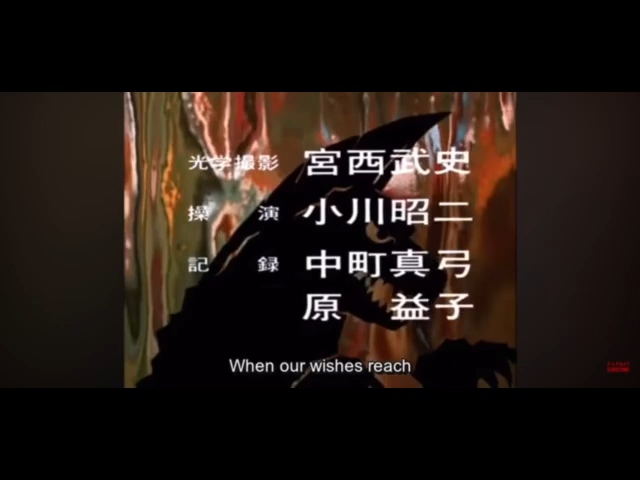 光学撮影 宮西武史
操演 小川昭二
記録 中町真弓
原益子
When our wishes reach